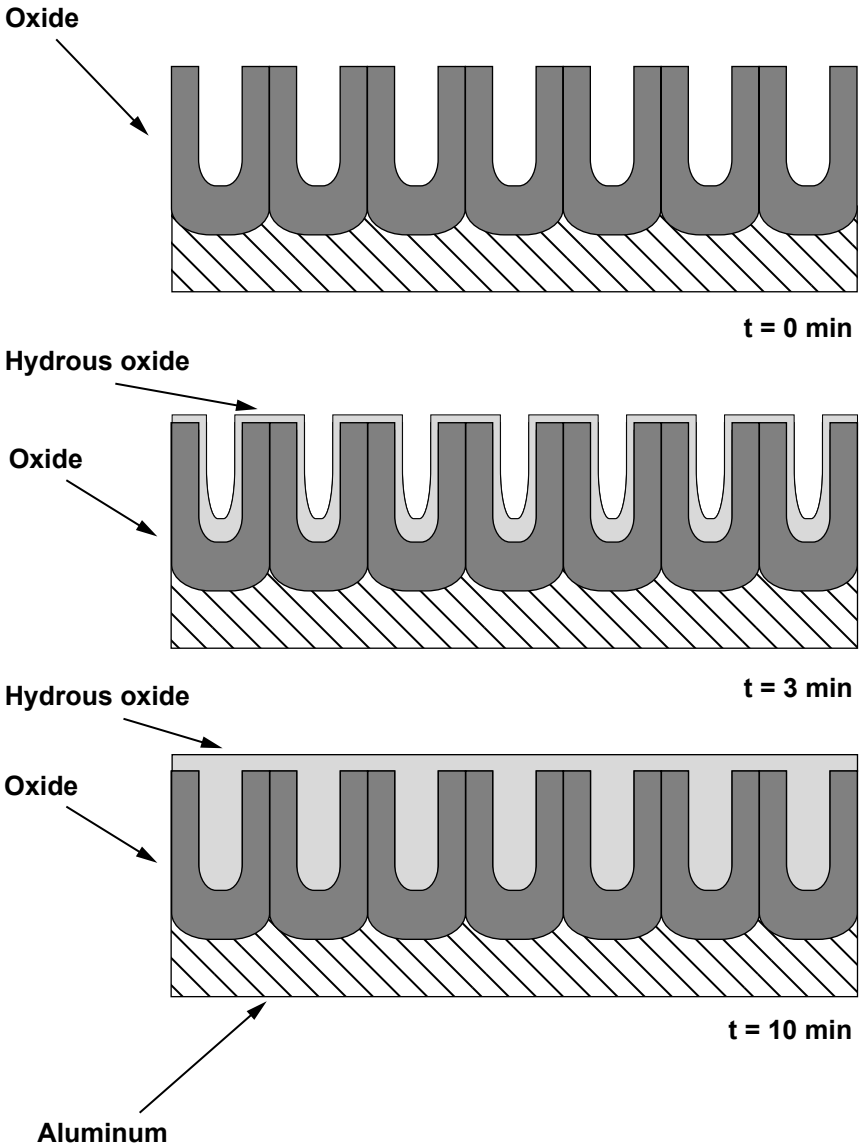 Oxide
t = 0 min
Hydrous oxide
Oxide
t = 3 min
Hydrous oxide
Oxide
t = 10 min
Aluminum